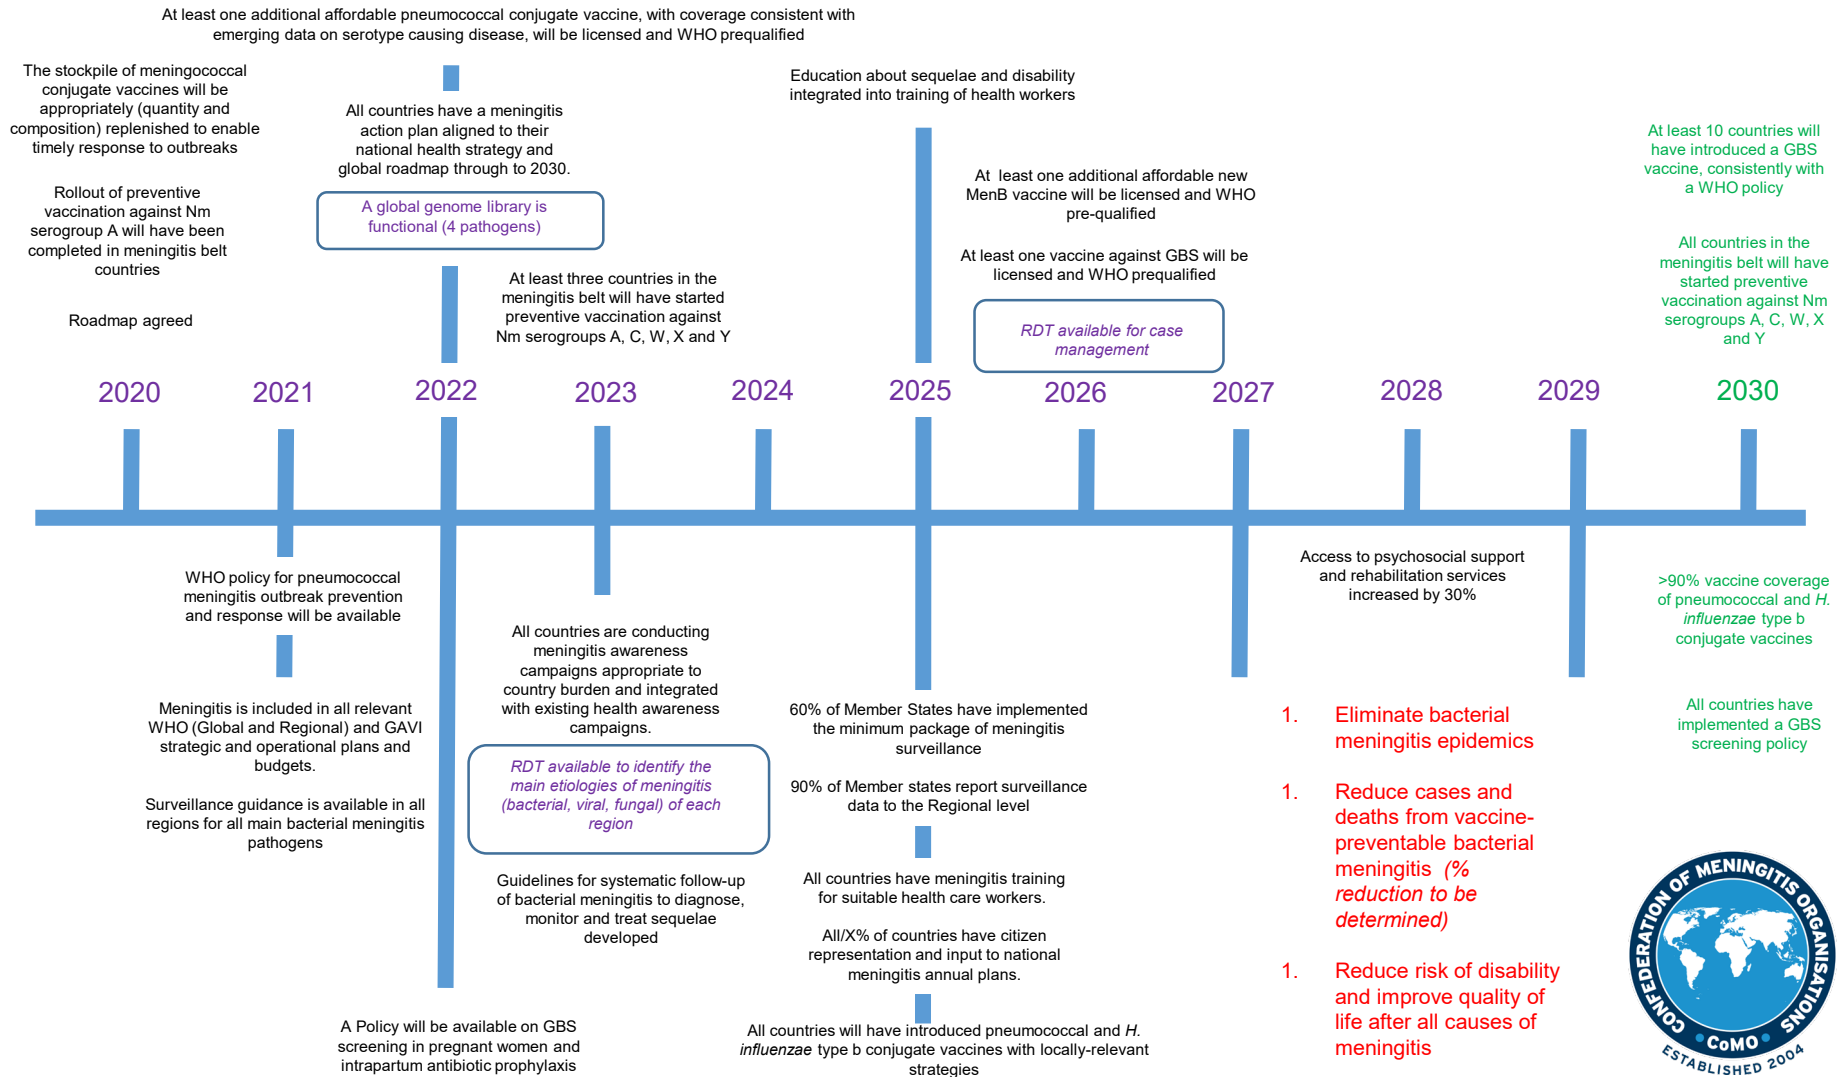 At least one additional affordable pneumococcal conjugate vaccine, with coverage consistent with
emerging data on serotype causing disease, will be licensed and WHO prequalified
The stockpile of meningococcal
conjugate vaccines will be
appropriately (quantity and
composition) replenished to enable
timely response to outbreaks
Rollout of preventive
vaccination against Nm
serogroup A will have been
completed in meningitis belt
countries
Roadmap agreed
All countries have a meningitis
action plan aligned to their
national health strategy and
global roadmap through to 2030.
A global genome library is
functional (4 pathogens)
At least three countries in the
meningitis belt will have started
preventive vaccination against
Nm serogroups A, C, W, X and Y
Education about sequelae and disability
integrated into training of health workers
At least one additional affordable new
MenB vaccine will be licensed and WHO
pre-qualified
At least one vaccine against GBS will be
licensed and WHO prequalified
RDT available for case
management
At least 10 countries will
have introduced a GBS
vaccine, consistently with
a WHO policy
All countries in the
meningitis belt will have
started preventive
vaccination against Nm
serogroups A, C, W, X
and Y
2020 2021 2022 2023 2024 2025 2026 2027 2028 2029 2030
WHO policy for pneumococcal
meningitis outbreak prevention
and response will be available
Meningitis is included in all relevant
WHO (Global and Regional) and GAVI
strategic and operational plans and
budgets.
Surveillance guidance is available in all
regions for all main bacterial meningitis
pathogens
A Policy will be available on GBS
screening in pregnant women and
intrapartum antibiotic prophylaxis
All countries are conducting
meningitis awareness
campaigns appropriate to
country burden and integrated
with existing health awareness
campaigns.
RDT available to identify the
main etiologies of meningitis
(bacterial, viral, fungal) of each
region
Guidelines for systematic follow-up
of bacterial meningitis to diagnose,
monitor and treat sequelae
developed
60% of Member States have implemented
the minimum package of meningitis
surveillance
90% of Member states report surveillance
data to the Regional level
All countries have meningitis training
for suitable health care workers.
All/X% of countries have citizen
representation and input to national
meningitis annual plans.
All countries will have introduced pneumococcal and H.
influenzae type b conjugate vaccines with locally-relevant
strategies
Access to psychosocial support
and rehabilitation services
increased by 30%
1. Eliminate bacterial
meningitis epidemics
1. Reduce cases and
deaths from vaccine-
preventable bacterial
meningitis (%
reduction to be
determined)
1. Reduce risk of disability
and improve quality of
life after all causes of
meningitis
>90% vaccine coverage
of pneumococcal and H.
influenzae type b
conjugate vaccines
All countries have
implemented a GBS
screening policy
CONFEDERATION OF MENINGITIS ORGANISATIONS
• CoMO •
ESTABLISHED 2004